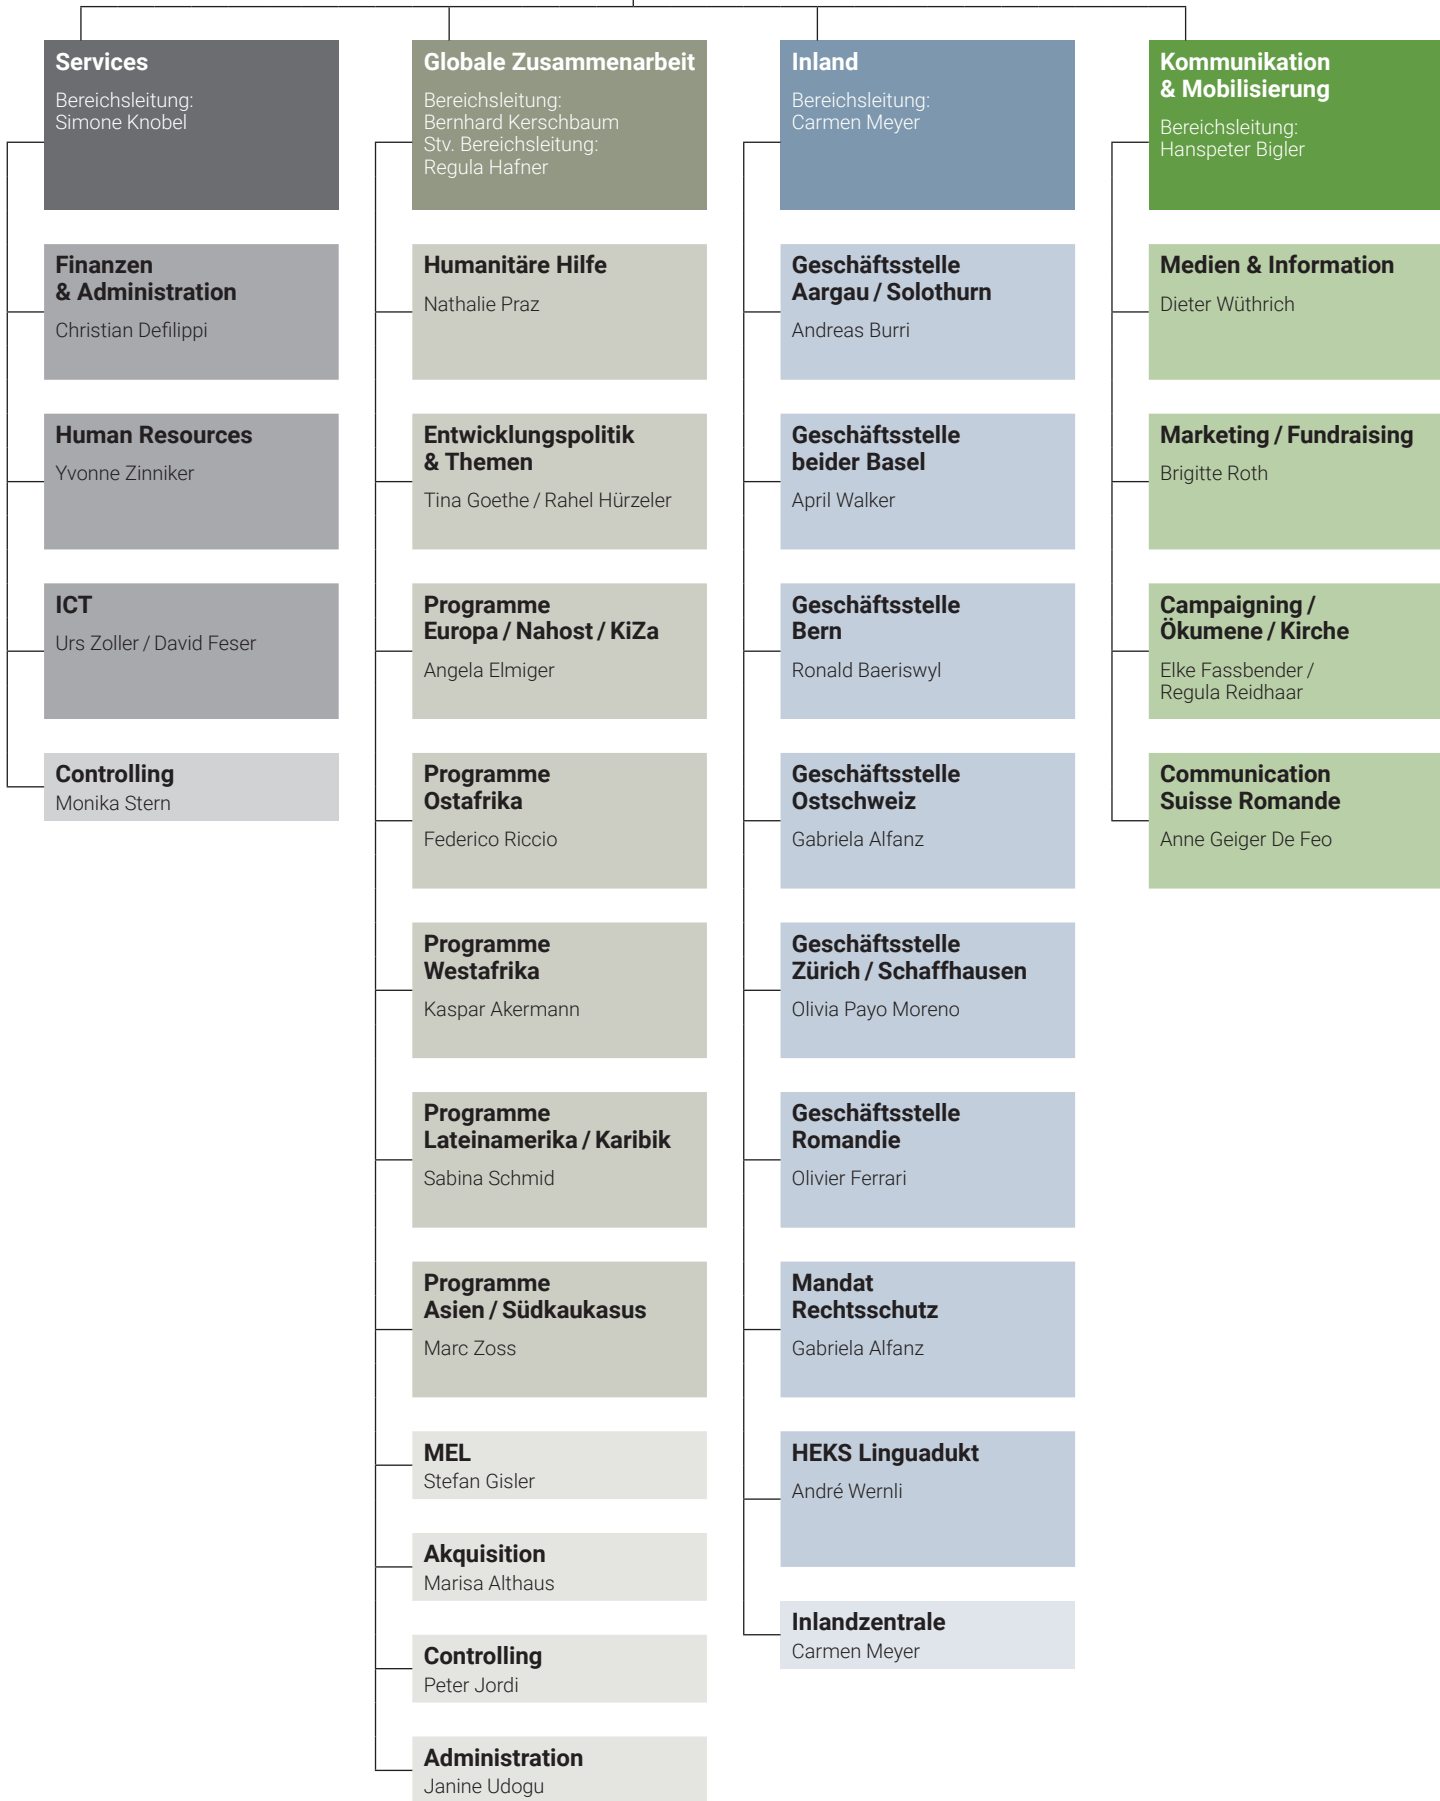 Services
Bereichsleitung:
Simone Knobel
Finanzen
& Administration
Christian Defilippi
Human Resources
Yvonne Zinniker
ICT
Urs Zoller / David Feser
Controlling
Monika Stern
Globale Zusammenarbeit
Bereichsleitung:
Bernhard Kerschbaum
Stv. Bereichsleitung:
Regula Hafner
Humanitäre Hilfe
Nathalie Praz
Entwicklungspolitik
& Themen
Tina Goethe / Rahel Hürzeler
Programme
Europa / Nahost / KiZa
Angela Elmiger
Programme
Ostafrika
Federico Riccio
Programme
Westafrika
Kaspar Akermann
Programme
Lateinamerika / Karibik
Sabina Schmid
Programme
Asien / Südkaukasus
Marc Zoss
MEL
Stefan Gisler
Akquisition
Marisa Althaus
Controlling
Peter Jordi
Administration
Janine Udogu
Inland
Bereichsleitung:
Carmen Meyer
Geschäftsstelle
Aargau / Solothurn
Andreas Burri
Geschäftsstelle
beider Basel
April Walker
Geschäftsstelle
Bern
Ronald Baeriswyl
Geschäftsstelle
Ostschweiz
Gabriela Alfanz
Geschäftsstelle
Zürich / Schaffhausen
Olivia Payo Moreno
Geschäftsstelle
Romandie
Olivier Ferrari
Mandat
Rechtsschutz
Gabriela Alfanz
HEKS Linguadukt
André Wernli
Inlandzentrale
Carmen Meyer
Kommunikation
& Mobilisierung
Bereichsleitung:
Hanspeter Bigler
Medien & Information
Dieter Wüthrich
Marketing / Fundraising
Brigitte Roth
Campaigning /
Ökumene / Kirche
Elke Fassbender /
Regula Reidhaar
Communication
Suisse Romande
Anne Geiger De Feo